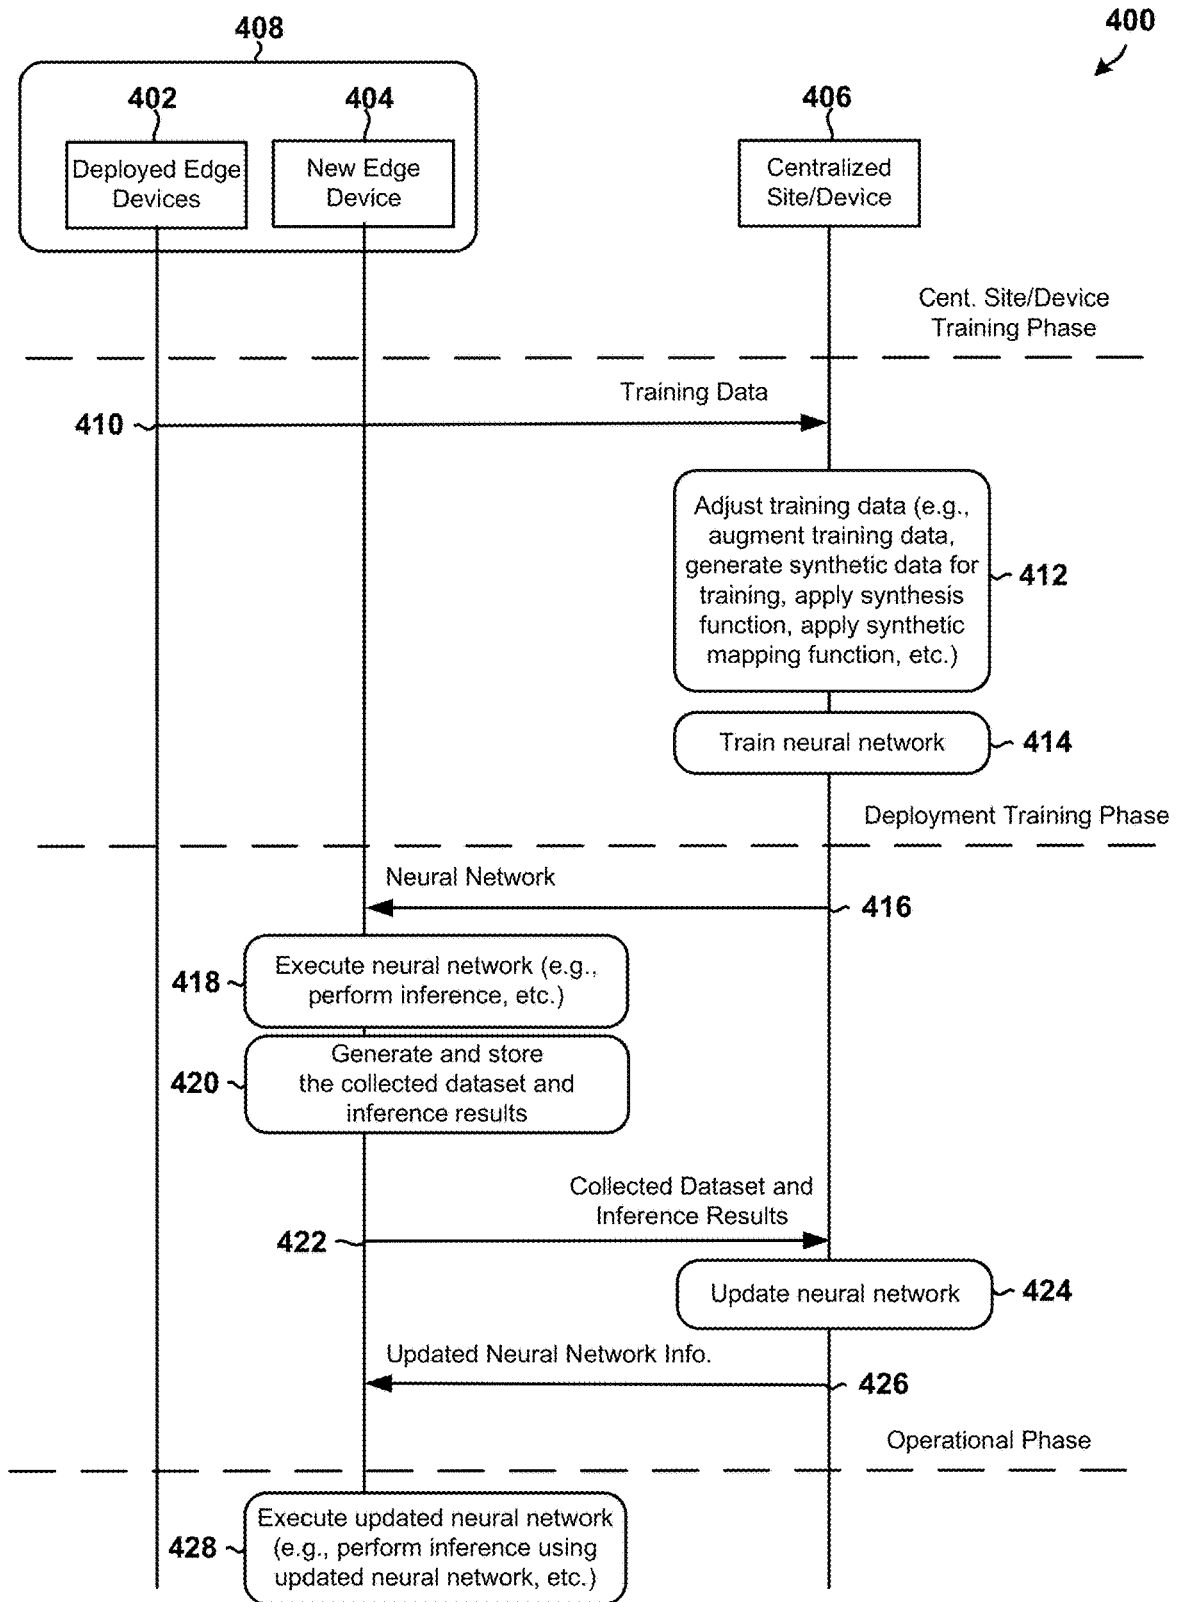 400
408
402
404
406
Deployed Edge
Devices
New Edge
Device
Centralized
Site/Device
Cent. Site/Device
Training Phase
Training Data
410
Adjust training data (e.g.,
augment training data,
generate synthetic data for
training, apply synthesis
function, apply synthetic
mapping function, etc.)
412
Train neural network
414
Deployment Training Phase
Neural Network
416
418
Execute neural network (e.g.,
perform inference, etc.)
420
Generate and store
the collected dataset and
inference results
Collected Dataset and
Inference Results
422
Update neural network
424
Updated Neural Network Info.
426
Operational Phase
428
Execute updated neural network
(e.g., perform inference using
updated neural network, etc.)